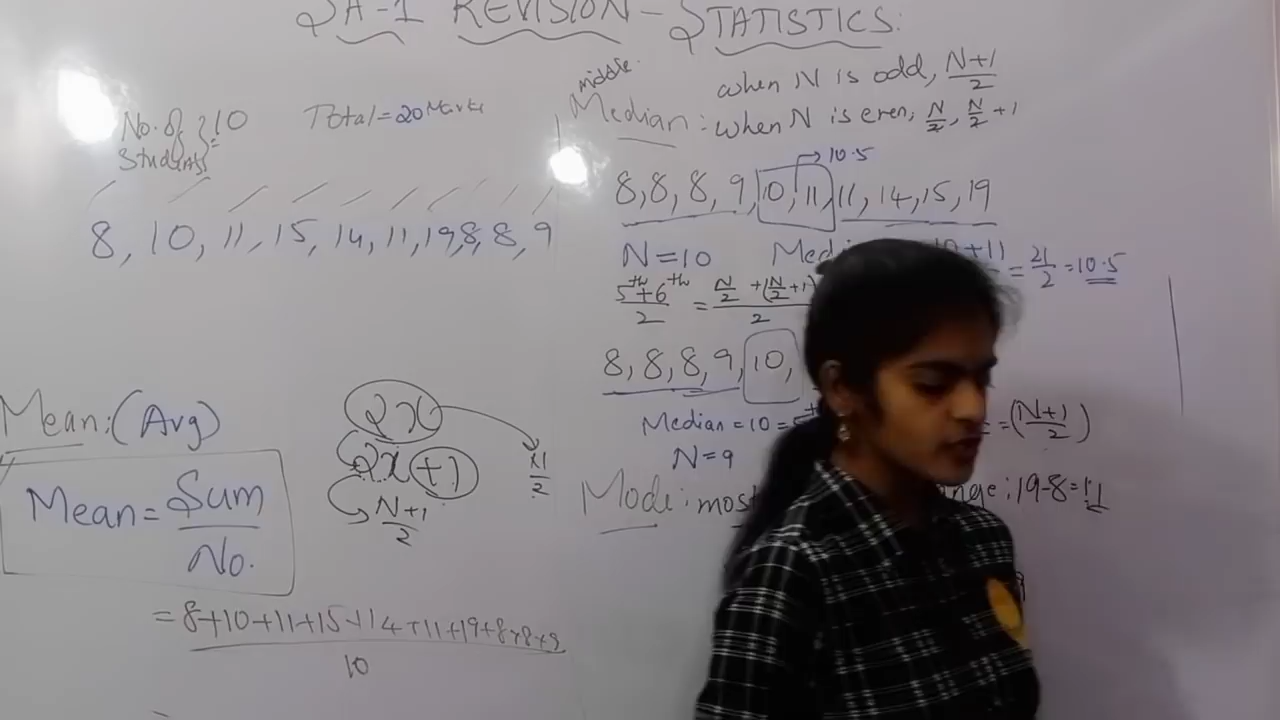 SA-1 REVISION - STATISTICS:
No. of students } = 10
Total = 20 Marks
8, 10, 11, 15, 14, 11, 19, 8, 8, 9
Mean: (Avg)
Mean = Sum / No.
= 8+10+11+15+14+11+19+8+8+9 / 10
2x
2x+1
N+1 / 2
N / 2
middle.
Median: when N is odd, N+1 / 2
when N is even, N/2, N/2 + 1
→ 10.5
8, 8, 8, 9, 10, 11, 11, 14, 15, 19
N = 10 Med 10+11 = 21/2 = 10.5
5th + 6th / 2 = N/2 + (N/2 + 1) / 2
8, 8, 8, 9, 10,
Median = 10 = 5th = (N+1 / 2)
N = 9
Mode: most nge: 19-8 = 11